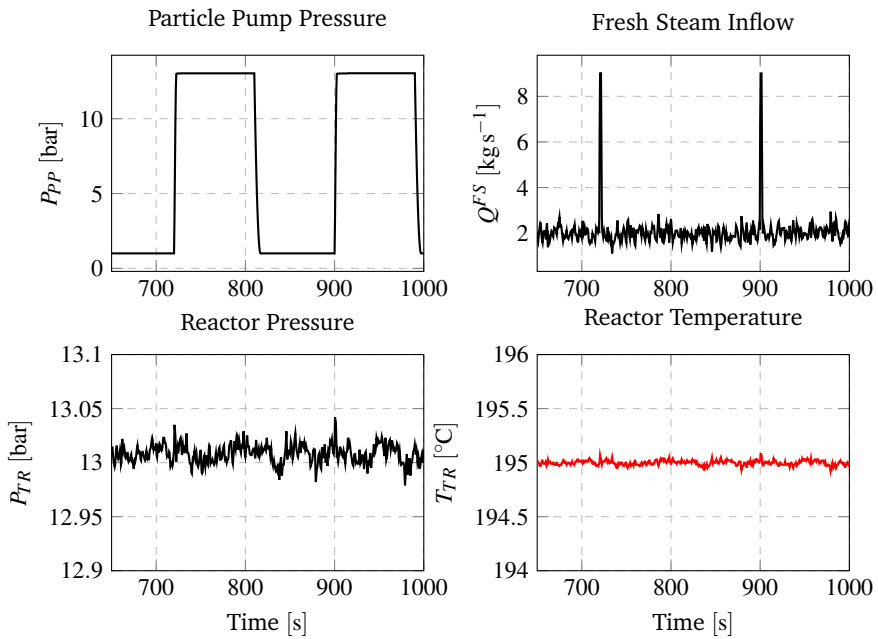 Particle Pump Pressure
P_PP [bar]
10
5
0
700 800 900 1000
Fresh Steam Inflow
Q^FS [kg s⁻¹]
8
6
4
2
700 800 900 1000
Reactor Pressure
P_TR [bar]
13.1
13.05
13
12.95
12.9
700 800 900 1000
Time [s]
Reactor Temperature
T_TR [°C]
196
195.5
195
194.5
194
700 800 900 1000
Time [s]